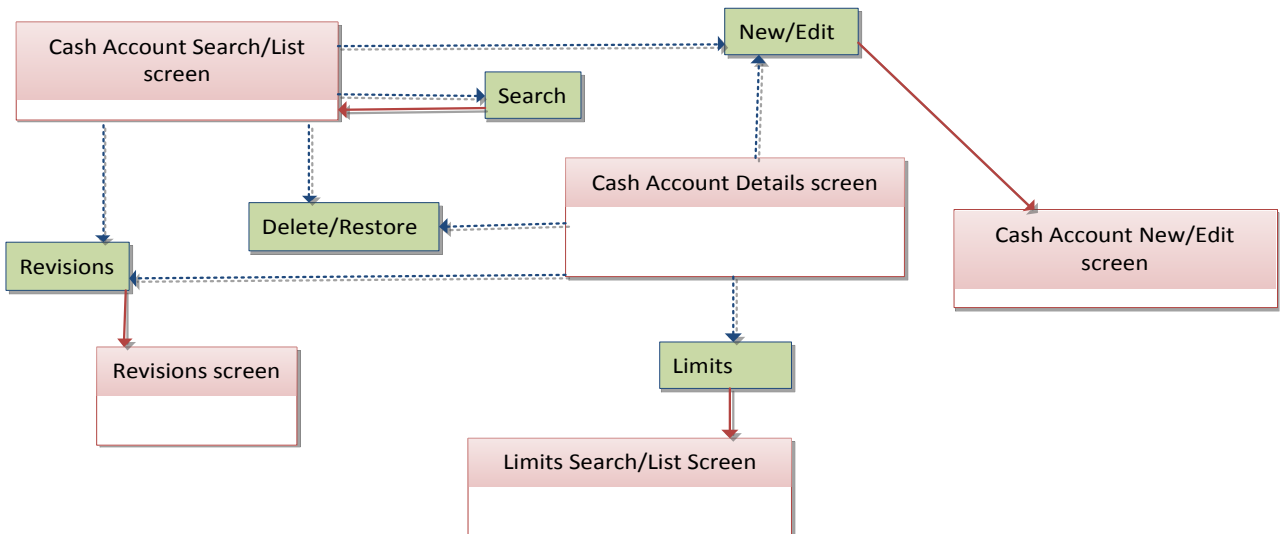 Cash Account Search/List
screen
New/Edit
Search
Cash Account Details screen
Delete/Restore
Cash Account New/Edit
screen
Revisions
Limits
Revisions screen
Limits Search/List Screen